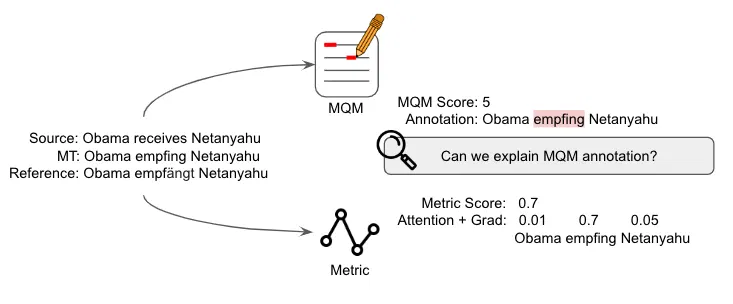 Source: Obama receives Netanyahu
MT: Obama empfing Netanyahu
Reference: Obama empfängt Netanyahu
MQM
MQM Score: 5
Annotation: Obama empfing Netanyahu
Can we explain MQM annotation?
Metric Score: 0.7
Attention + Grad: 0.01 0.7 0.05
Obama empfing Netanyahu
Metric